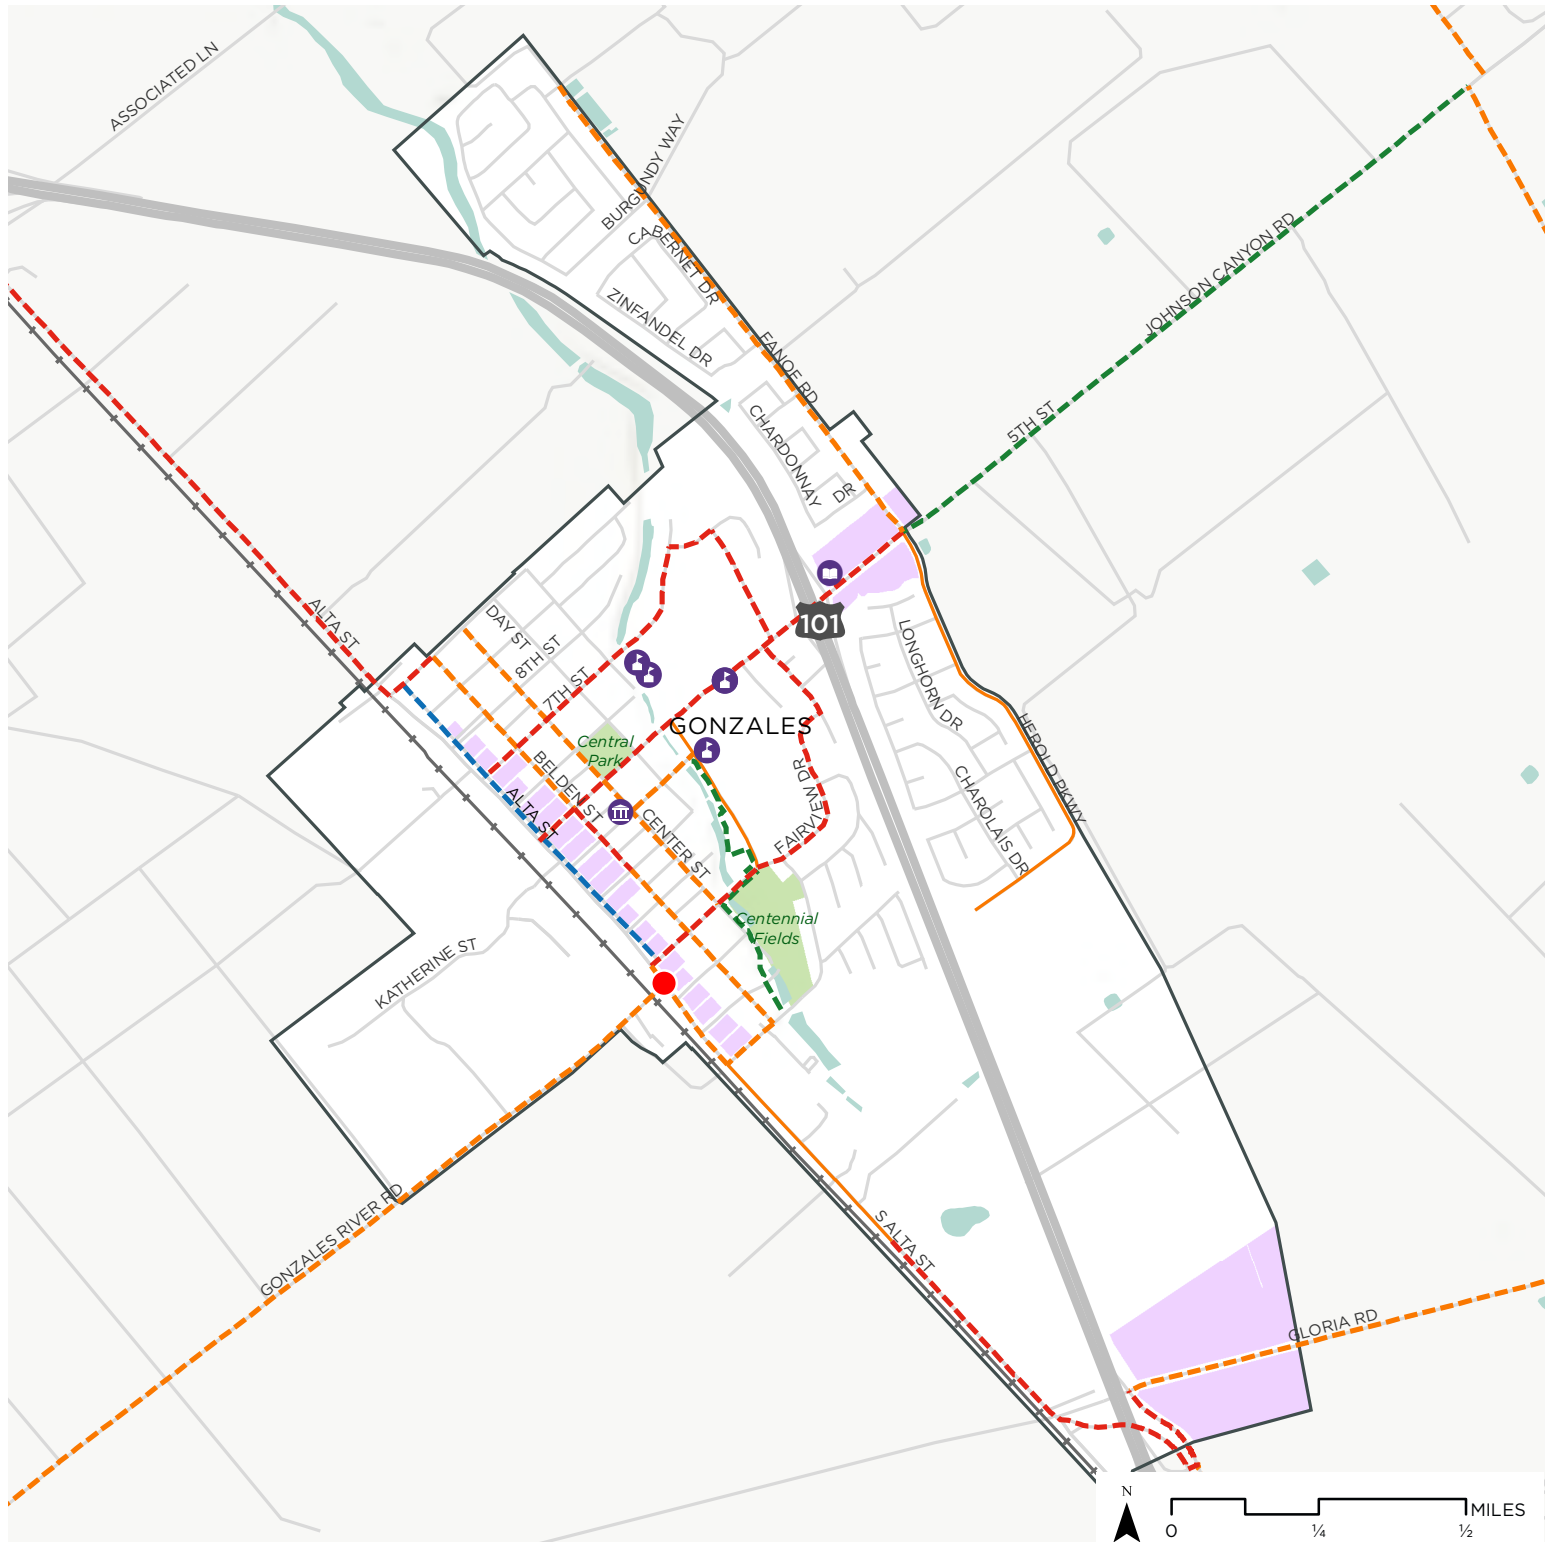 ASSOCIATED LN
BURGUNDY WAY
CABERNET DR
JOHNSON CANYON RD
ZINFANDEL DR
FANOE RD
5TH ST
CHARDONNAY
DR
101
ALTA ST
DAY ST
8TH ST
7TH ST
LONGHORN DR
GONZALES
Central
Park
HEROLD PKWY
BELDEN ST
ALTA ST
CENTER ST
FAIRVIEW DR
CHAROLAIS DR
Centennial
Fields
KATHERINE ST
GONZALES RIVER RD
S ALTA ST
GLORIA RD
N
MILES
0
¼
½